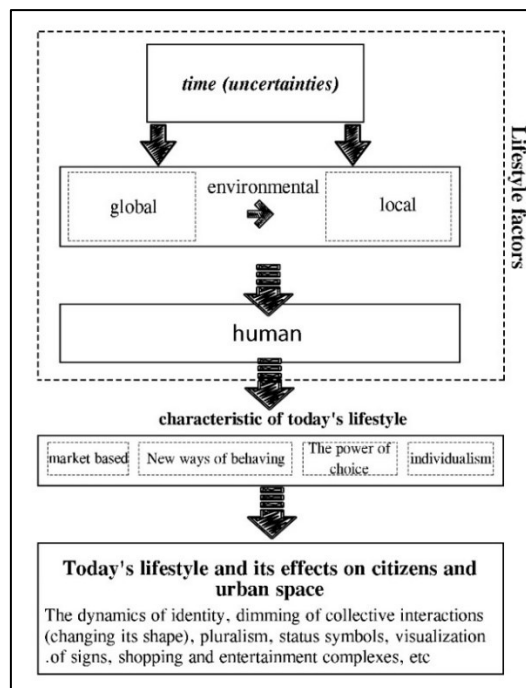 time (uncertainties)
Lifestyle factors
environmental
global
local
human
characteristic of today's lifestyle
market based
New ways of behaving
The power of
choice
individualism
Today's lifestyle and its effects on citizens and
urban space
The dynamics of identity, dimming of collective interactions
(changing its shape), pluralism, status symbols, visualization
.of signs, shopping and entertainment complexes, etc